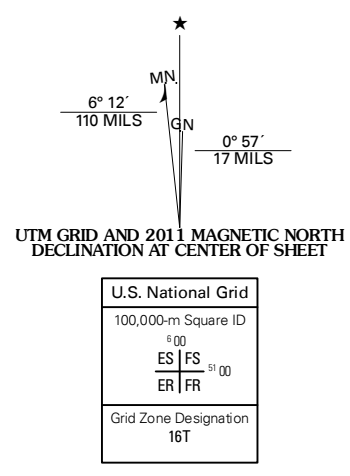 ★
MN.
6° 12´
110 MILS
GN
0° 57´
17 MILS
UTM GRID AND 2011 MAGNETIC NORTH
DECLINATION AT CENTER OF SHEET
U.S. National Grid
100,000-m Square ID
6 00
ES FS
51 00
ER FR
Grid Zone Designation
16T